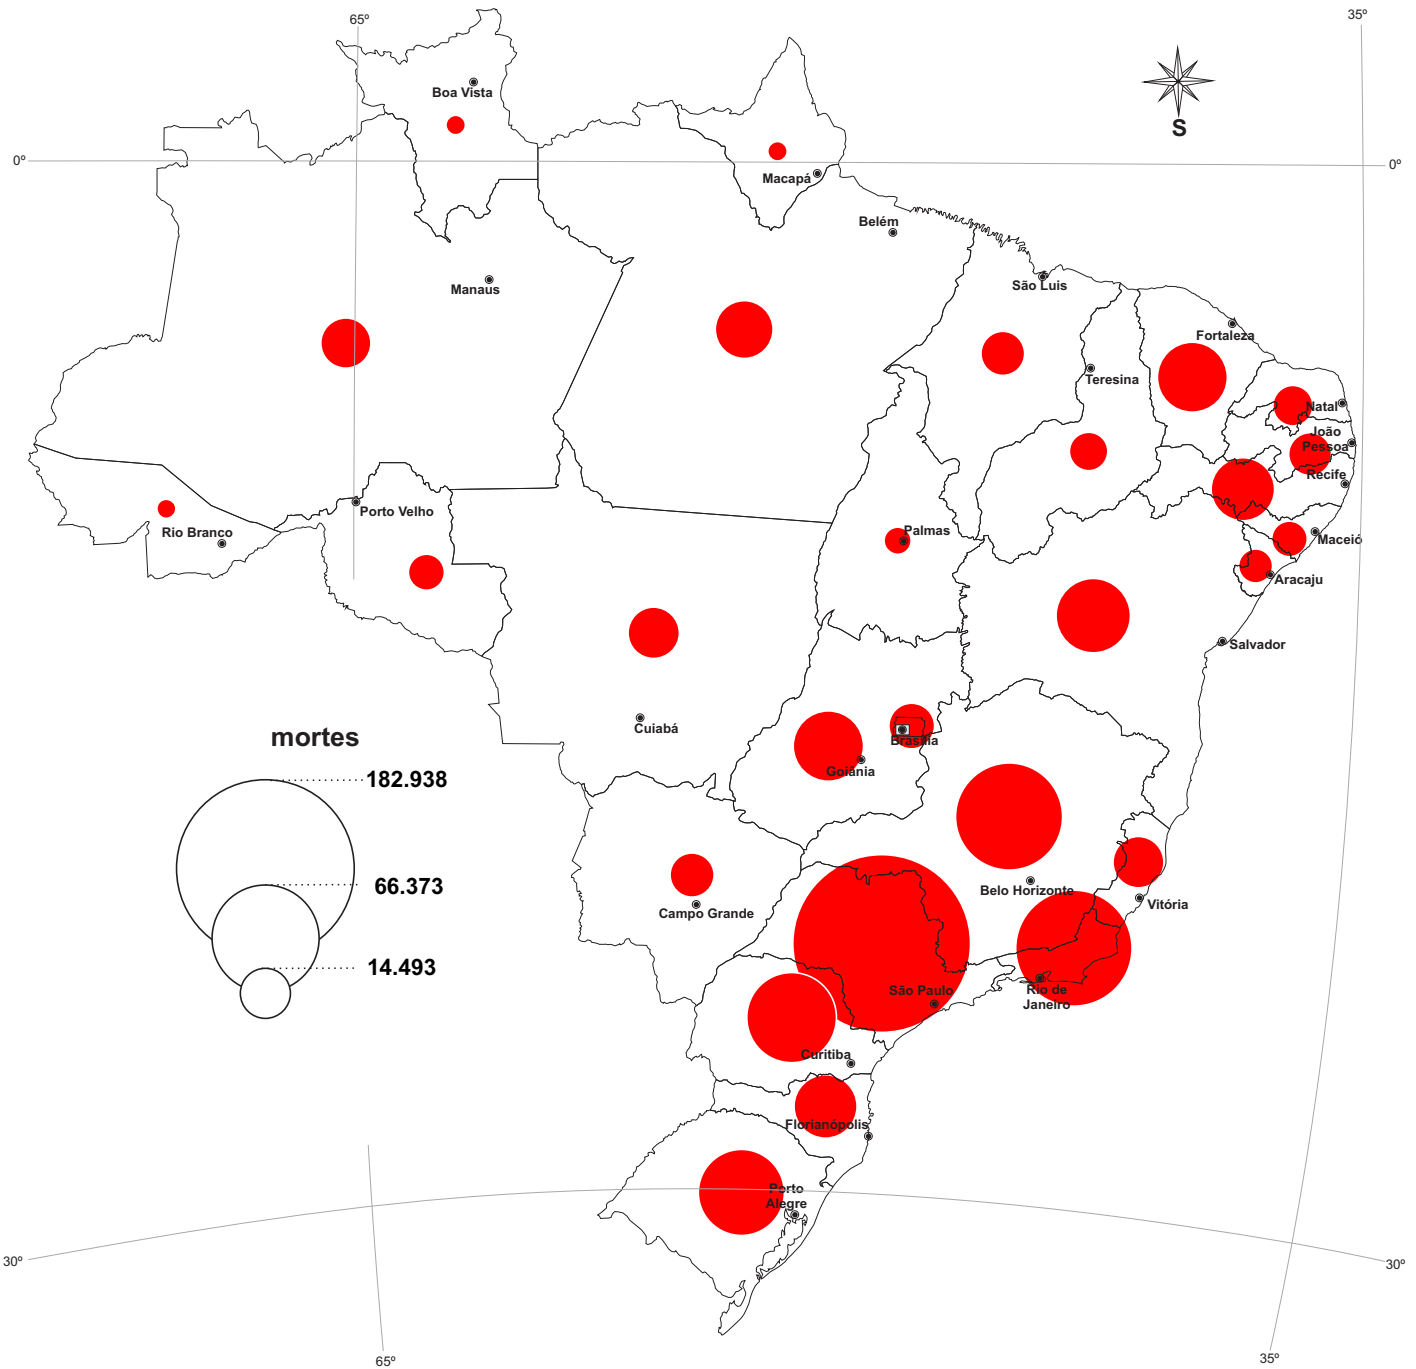 65º
35º
Boa Vista
S
0º
0º
Macapá
Belém
Manaus
São Luis
Fortaleza
Teresina
Natal
João
Pessoa
Recife
Porto Velho
Rio Branco
Palmas
Maceió
Aracaju
Salvador
Cuiabá
Brasília
Goiánia
mortes
182.938
66.373
14.493
Belo Horizonte
Campo Grande
Vitória
São Paulo
Rio de
Janeiro
Curitiba
Florianópolis
Porto
Alegre
30º
30º
65º
35º